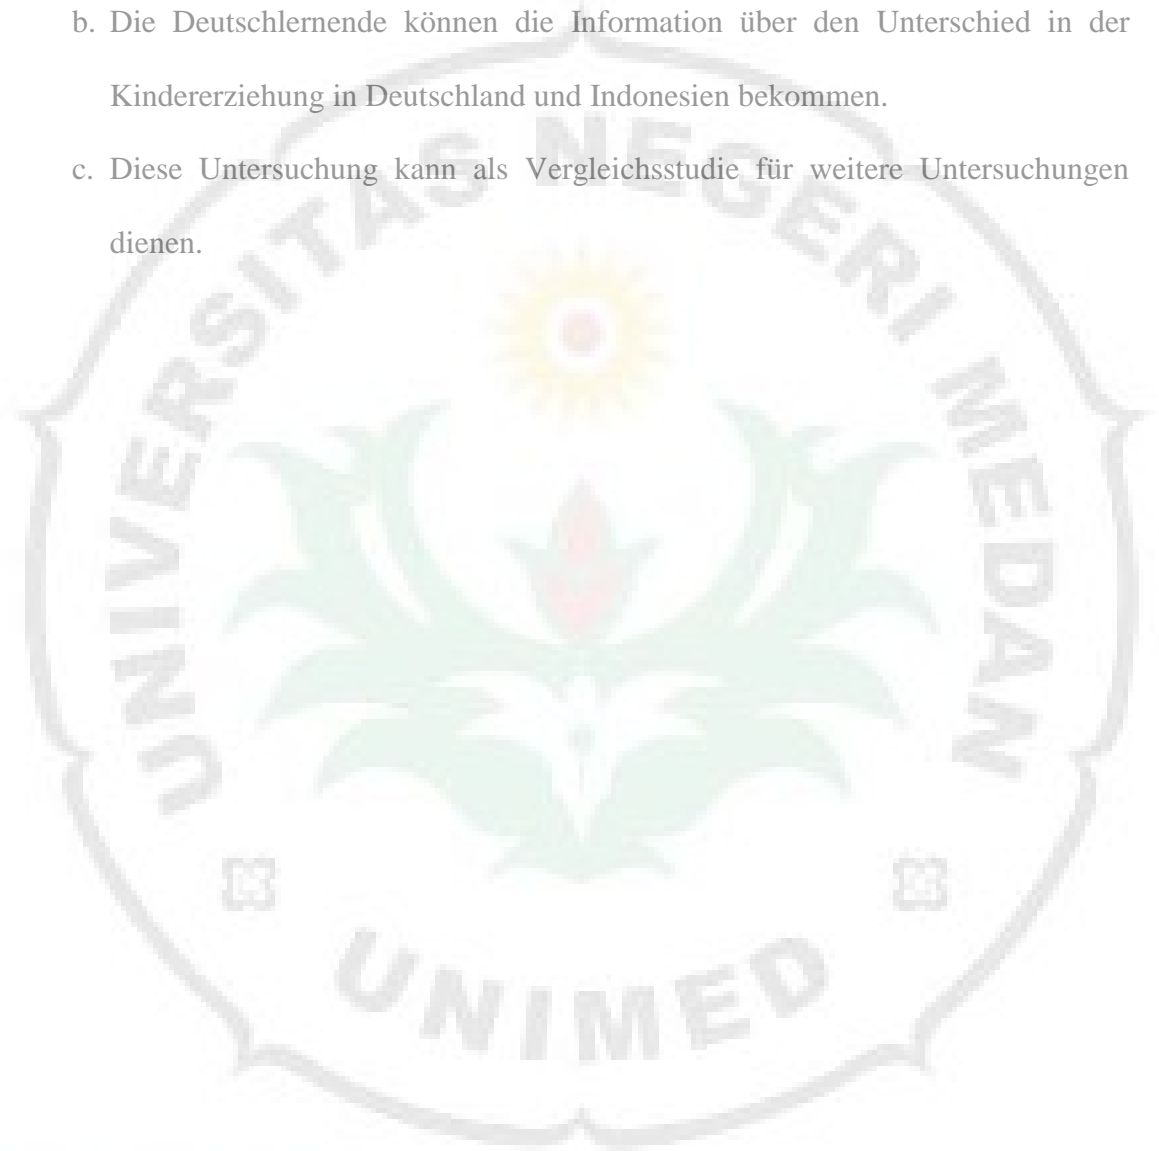 b. Die Deutschlernende können die Information über den Unterschied in der
Kindererziehung in Deutschland und Indonesien bekommen.
c. Diese Untersuchung kann als Vergleichsstudie für weitere Untersuchungen
dienen.
UNIVERSITAS NEGERI MEDAN
UNIMED